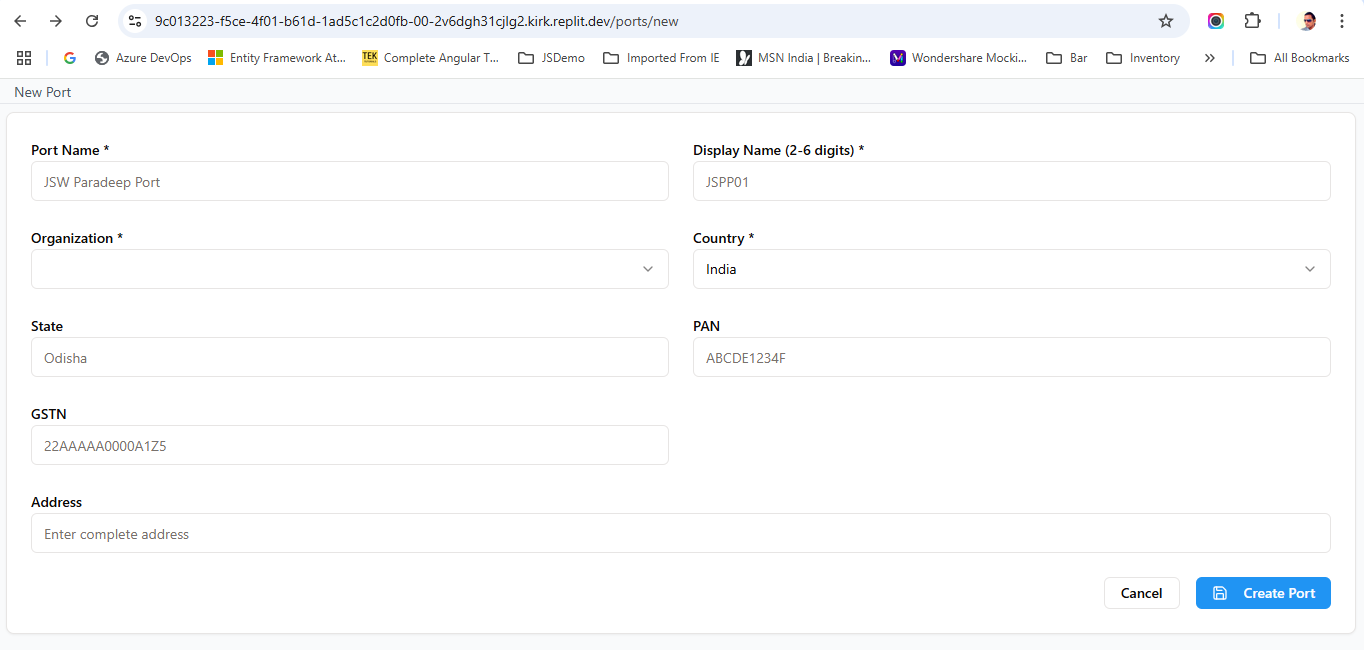 9c013223-f5ce-4f01-b61d-1ad5c1c2d0fb-00-2v6dgh31cjlg2.kirk.replit.dev/ports/new
Azure DevOps Entity Framework At... TEK Complete Angular T... JSDemo Imported From IE MSN India | Breakin... Wondershare Mocki... Bar Inventory All Bookmarks
New Port
Port Name * Display Name (2-6 digits) *
JSW Paradeep Port JSPP01
Organization * Country *
India
State PAN
Odisha ABCDE1234F
GSTN
22AAAAA0000A1Z5
Address
Enter complete address
Cancel Create Port